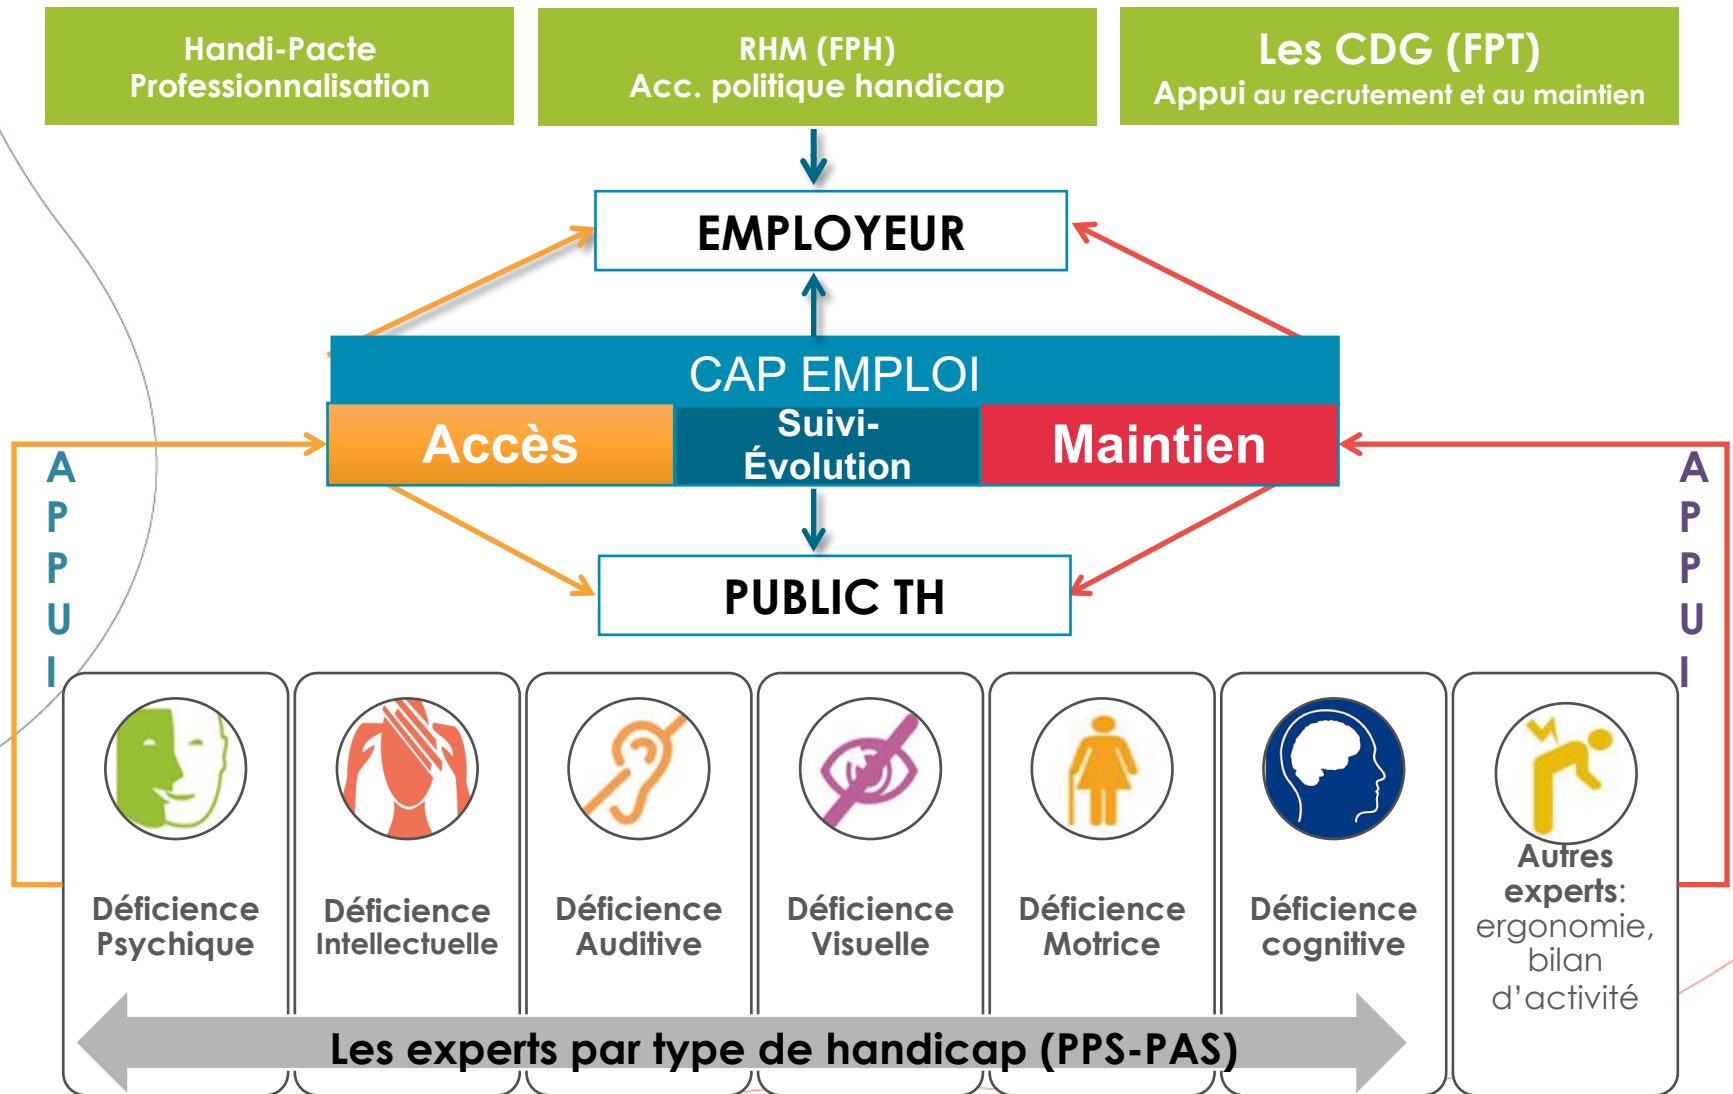 Handi-Pacte
Professionnalisation
RHM (FPH)
Acc. politique handicap
Les CDG (FPT)
Appui au recrutement et au maintien
EMPLOYEUR
CAP EMPLOI
Accès
Suivi-
Évolution
Maintien
PUBLIC TH
A
P
P
U
I
A
P
P
U
I
Déficience
Psychique
Déficience
Intellectuelle
Déficience
Auditive
Déficience
Visuelle
Déficience
Motrice
Déficience
cognitive
Autres
experts:
ergonomie,
bilan
d’activité
Les experts par type de handicap (PPS-PAS)